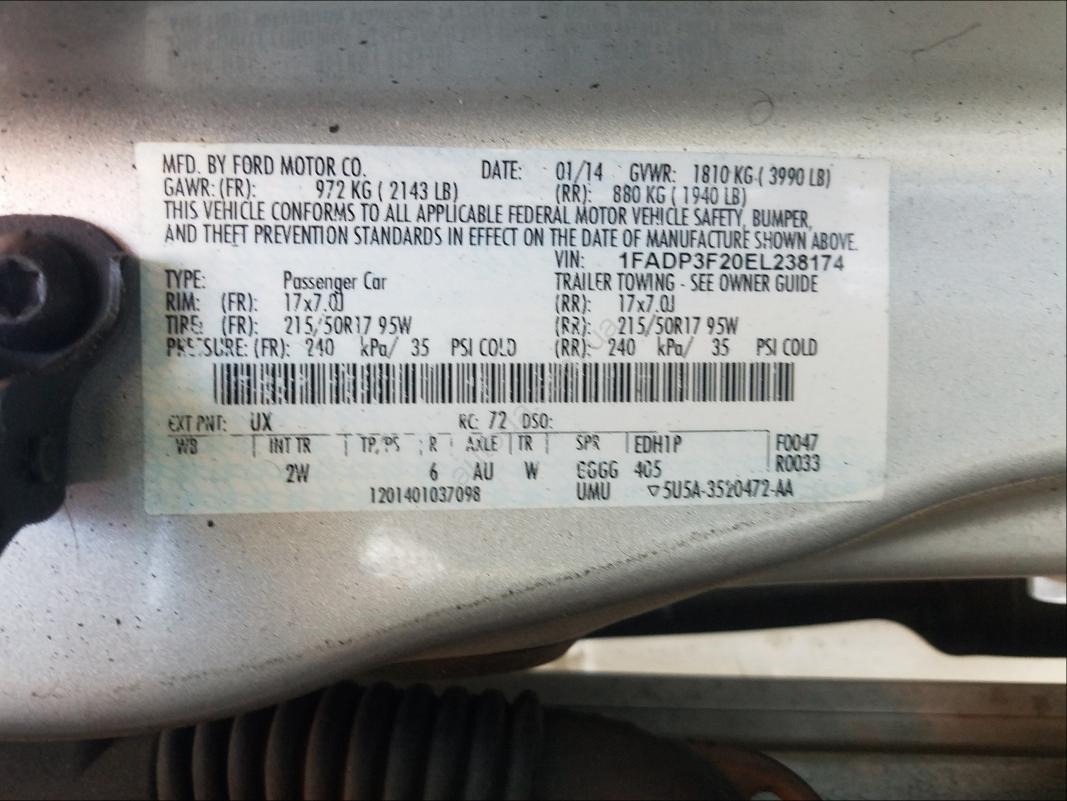 MFD. BY FORD MOTOR CO. DATE: 01/14 GVWR: 1810 KG ( 3990 LB)
GAWR: (FR): 972 KG ( 2143 LB) (RR): 880 KG ( 1940 LB)
THIS VEHICLE CONFORMS TO ALL APPLICABLE FEDERAL MOTOR VEHICLE SAFETY, BUMPER,
AND THEFT PREVENTION STANDARDS IN EFFECT ON THE DATE OF MANUFACTURE SHOWN ABOVE.
VIN: 1FADP3F20EL238174
TYPE: Passenger Car TRAILER TOWING - SEE OWNER GUIDE
RIM: (FR): 17x7.0J (RR): 17x7.0J
TIRE: (FR): 215/50R17 95W (RR): 215/50R17 95W
PRESSURE: (FR): 240 kPa/ 35 PSI COLD (RR): 240 kPa/ 35 PSI COLD
EXT PNT: UX RC: 72 DSO:
WB INT TR TP/PS R AXLE TR SPR EDH1P F0047
2W 6 AU W EGGG 405 R0033
1201401037098 UMU 5U5A-3520472-AA